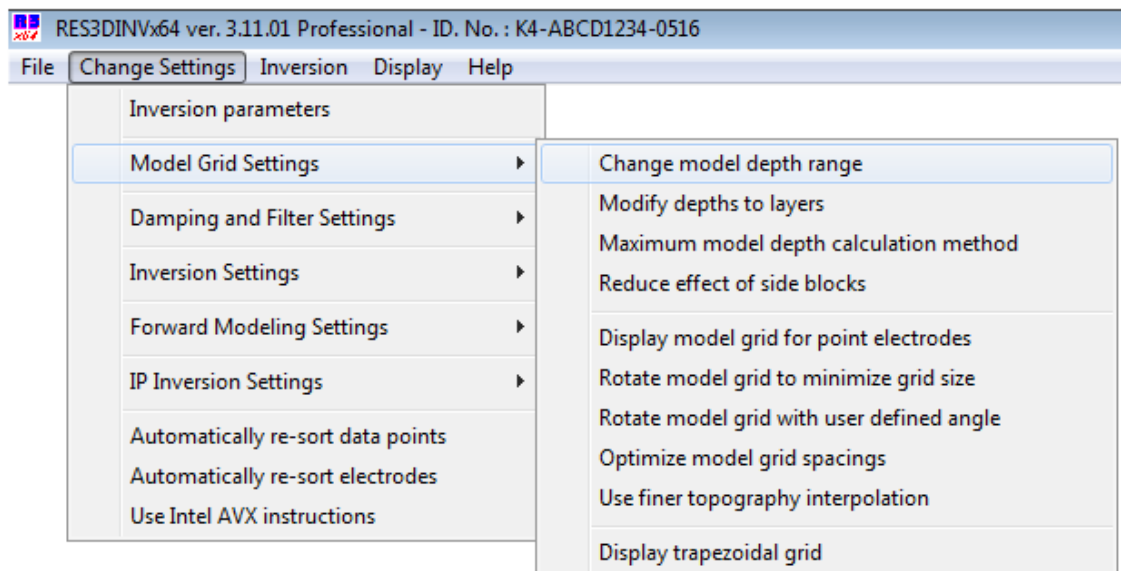 RES3DINVx64 ver. 3.11.01 Professional - ID. No. : K4-ABCD1234-0516
File Change Settings Inversion Display Help
Inversion parameters
Model Grid Settings
Damping and Filter Settings
Inversion Settings
Forward Modeling Settings
IP Inversion Settings
Automatically re-sort data points
Automatically re-sort electrodes
Use Intel AVX instructions
Change model depth range
Modify depths to layers
Maximum model depth calculation method
Reduce effect of side blocks
Display model grid for point electrodes
Rotate model grid to minimize grid size
Rotate model grid with user defined angle
Optimize model grid spacings
Use finer topography interpolation
Display trapezoidal grid